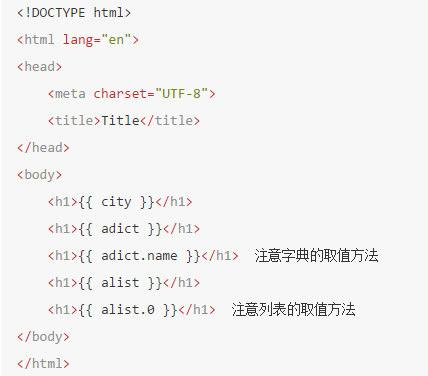 <!DOCTYPE html>
<html lang="en">
<head>
    <meta charset="UTF-8">
    <title>Title</title>
</head>
<body>
    <h1>{{ city }}</h1>
    <h1>{{ adict }}</h1>
    <h1>{{ adict.name }}</h1>  注意字典的取值方法
    <h1>{{ alist }}</h1>
    <h1>{{ alist.0 }}</h1>  注意列表的取值方法
</body>
</html>